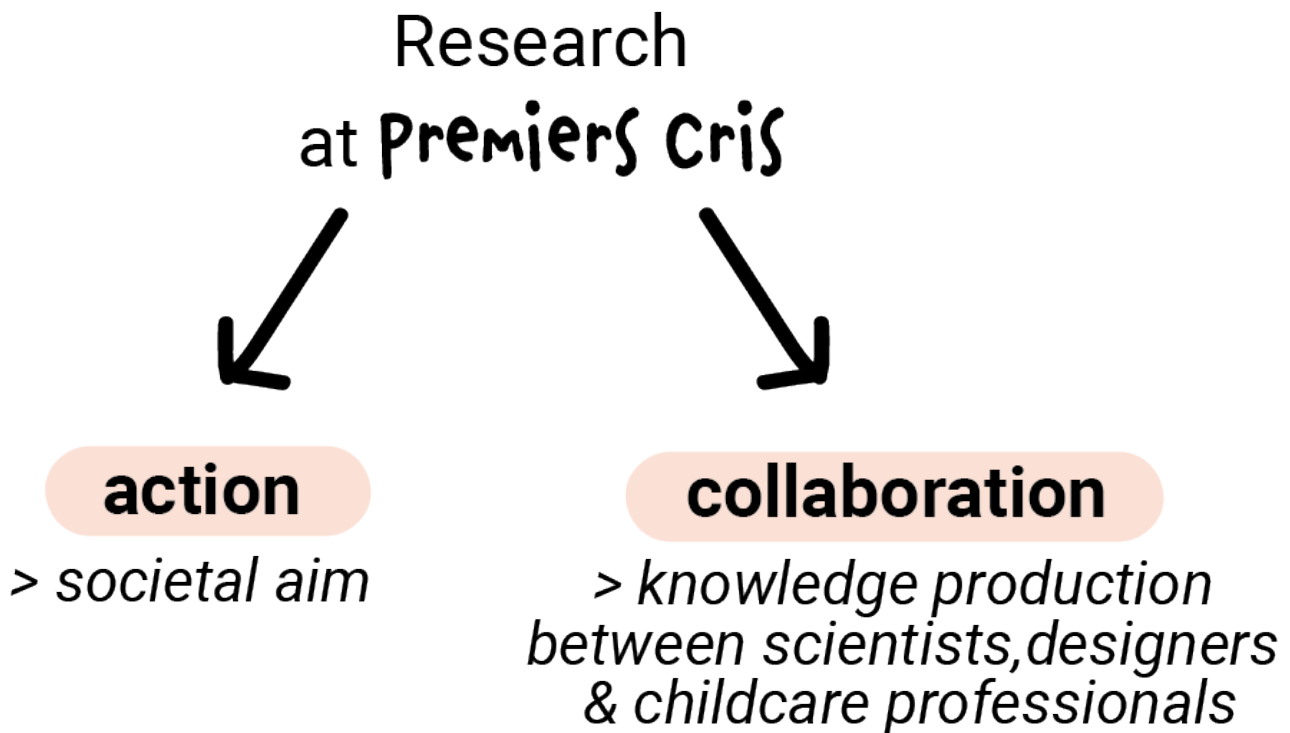 Research
at Premiers Cris
action
> societal aim
collaboration
> knowledge production
between scientists,designers
& childcare professionals